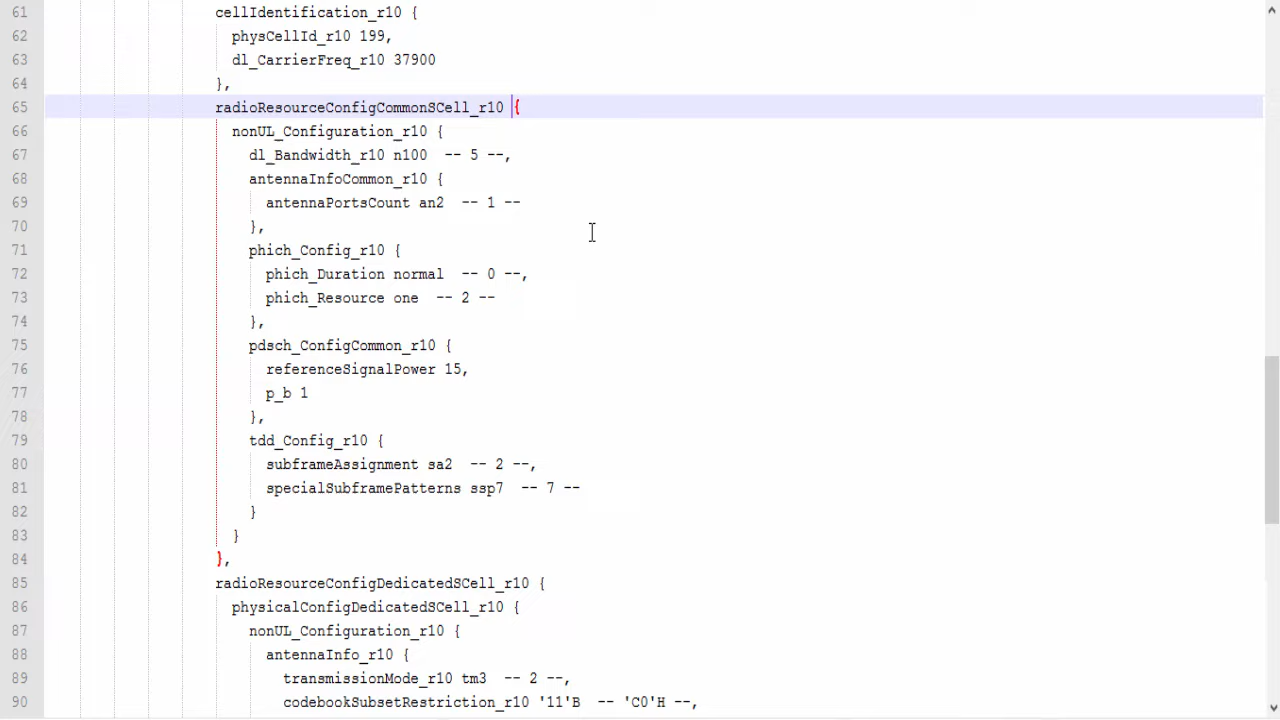 61 cellIdentification_r10 {
62 physCellId_r10 199,
63 dl_CarrierFreq_r10 37900
64 },
65 radioResourceConfigCommonSCell_r10 {
66 nonUL_Configuration_r10 {
67 dl_Bandwidth_r10 n100  -- 5 --,
68 antennaInfoCommon_r10 {
69 antennaPortsCount an2  -- 1 --
70 },
71 phich_Config_r10 {
72 phich_Duration normal  -- 0 --,
73 phich_Resource one  -- 2 --
74 },
75 pdsch_ConfigCommon_r10 {
76 referenceSignalPower 15,
77 p_b 1
78 },
79 tdd_Config_r10 {
80 subframeAssignment sa2  -- 2 --,
81 specialSubframePatterns ssp7  -- 7 --
82 }
83 }
84 },
85 radioResourceConfigDedicatedSCell_r10 {
86 physicalConfigDedicatedSCell_r10 {
87 nonUL_Configuration_r10 {
88 antennaInfo_r10 {
89 transmissionMode_r10 tm3  -- 2 --,
90 codebookSubsetRestriction_r10 '11'B  -- 'C0'H --,